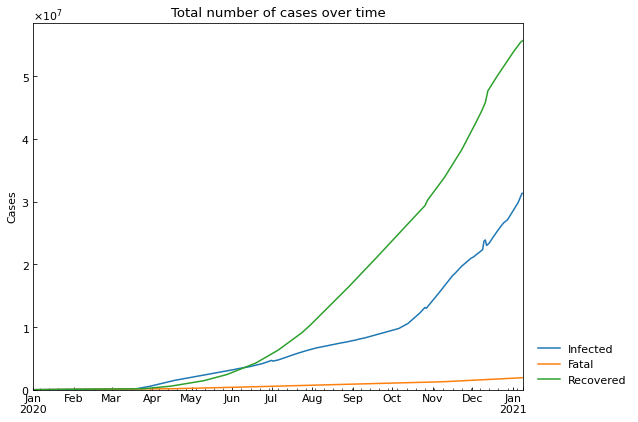 Total number of cases over time
×10⁷
5
4
3
2
1
0
Cases
Jan Feb Mar Apr May Jun Jul Aug Sep Oct Nov Dec Jan
2020 2021
Infected
Fatal
Recovered